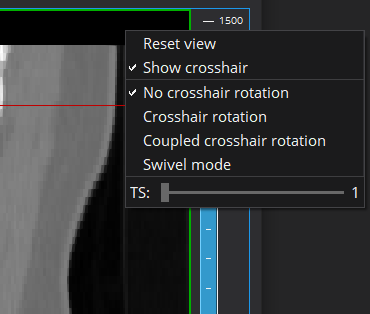 1500
Reset view
Show crosshair
No crosshair rotation
Crosshair rotation
Coupled crosshair rotation
Swivel mode
TS: 1